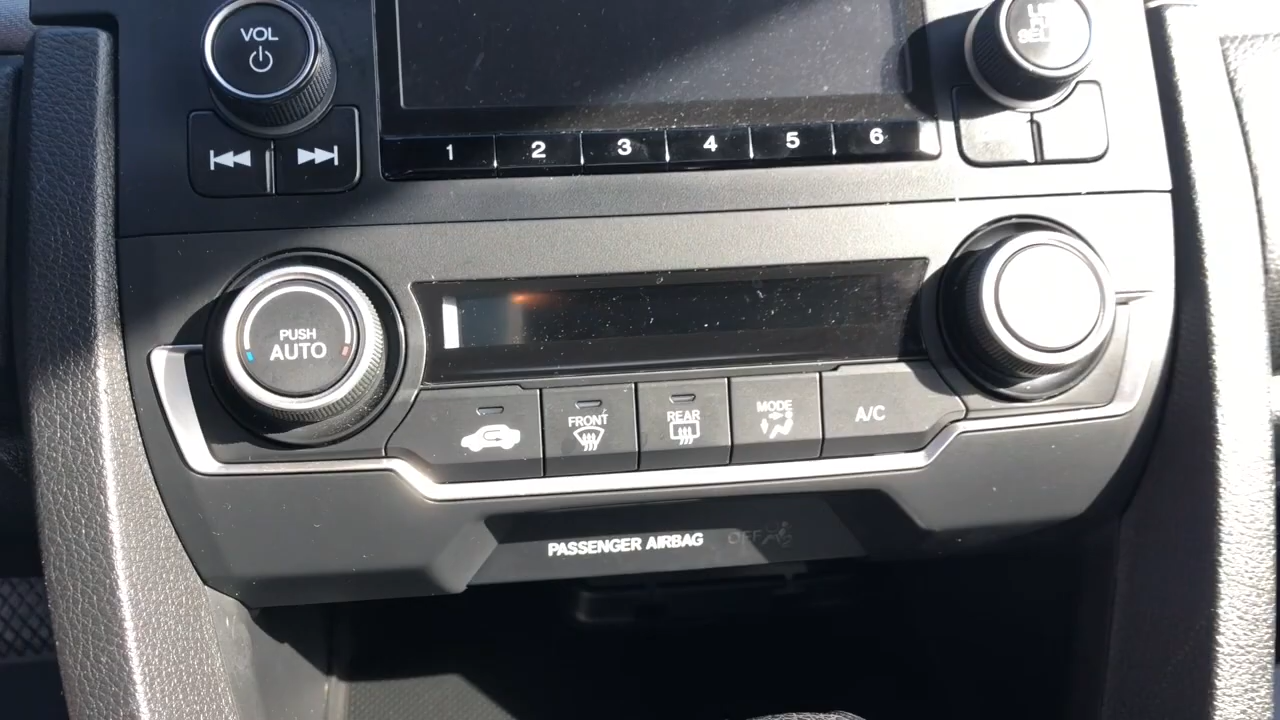 VOL
1 2 3 4 5 6
PUSH
AUTO
FRONT
REAR
MODE
A/C
PASSENGER AIRBAG OFF